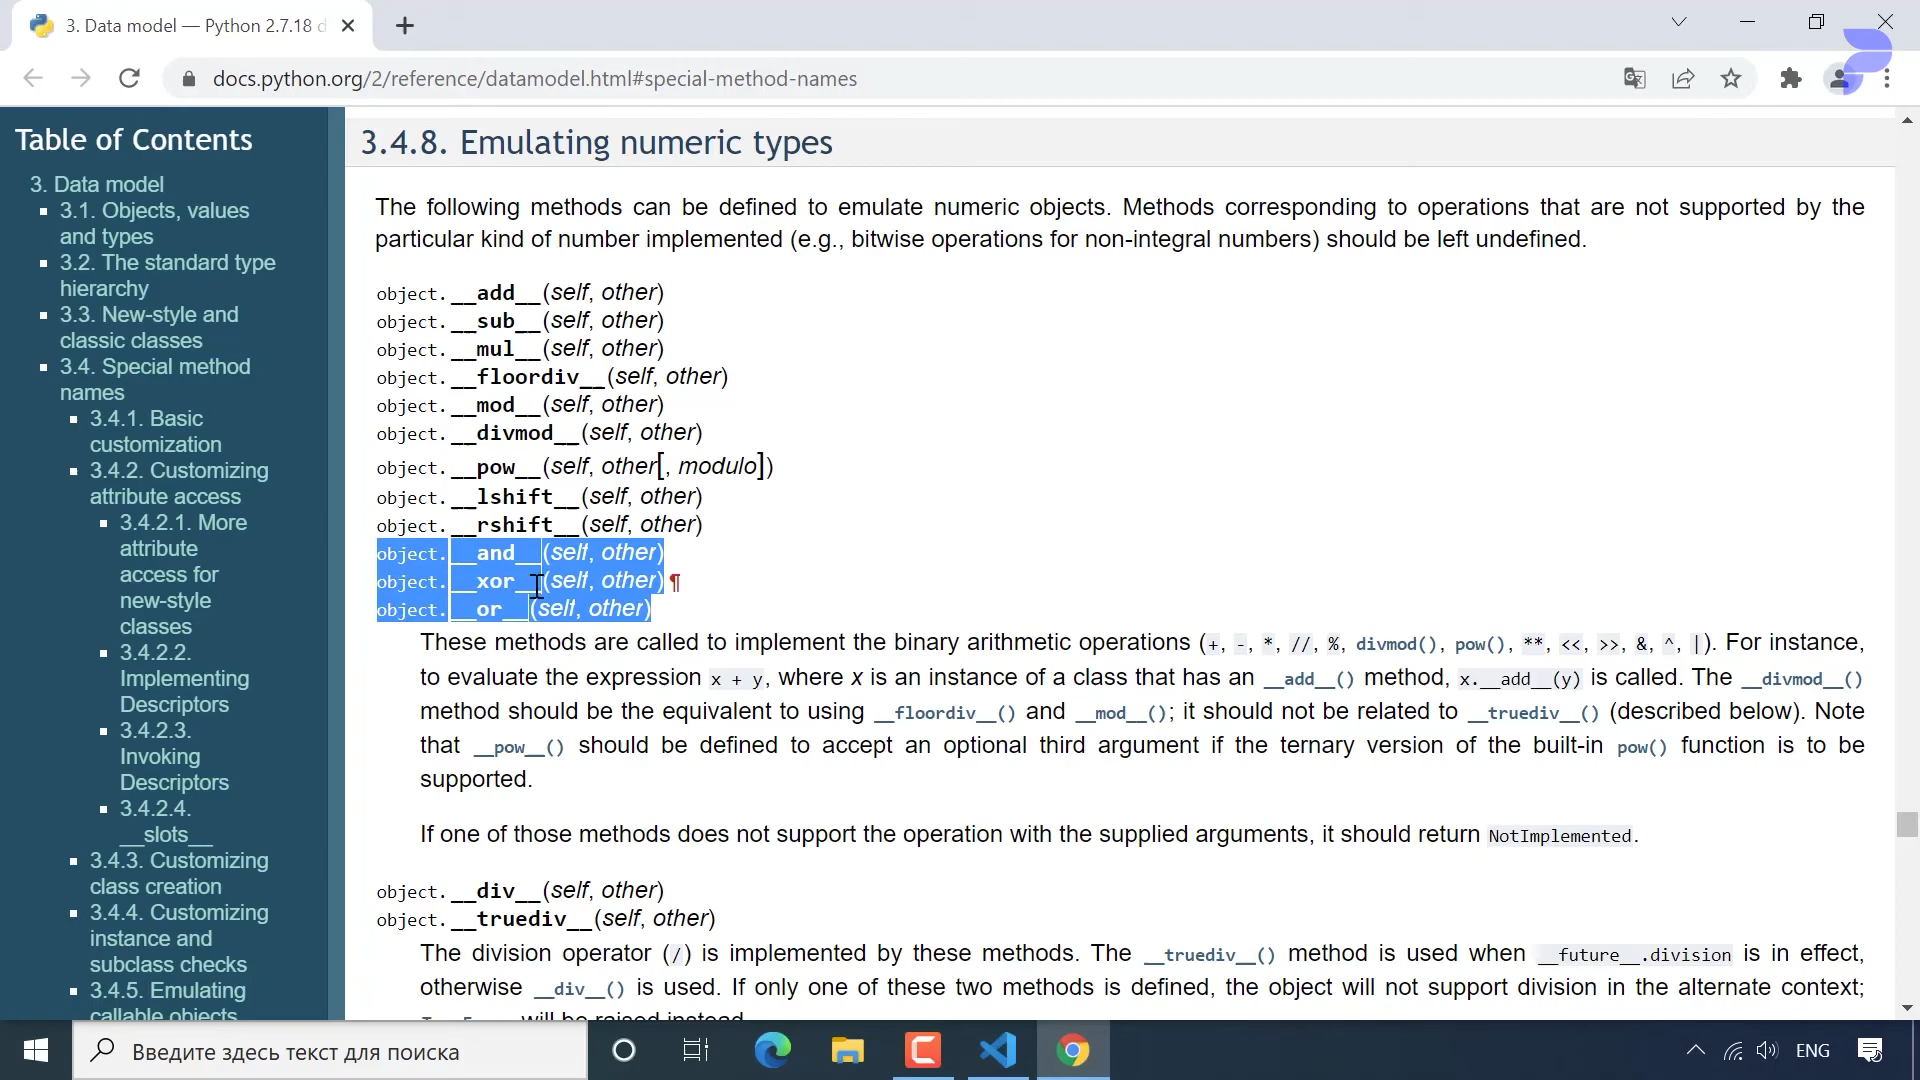 3. Data model — Python 2.7.18 d
docs.python.org/2/reference/datamodel.html#special-method-names
Table of Contents
3. Data model
3.1. Objects, values
and types
3.2. The standard type
hierarchy
3.3. New-style and
classic classes
3.4. Special method
names
3.4.1. Basic
customization
3.4.2. Customizing
attribute access
3.4.2.1. More
attribute
access for
new-style
classes
3.4.2.2.
Implementing
Descriptors
3.4.2.3.
Invoking
Descriptors
3.4.2.4.
__slots__
3.4.3. Customizing
class creation
3.4.4. Customizing
instance and
subclass checks
3.4.5. Emulating
callable objects
3.4.8. Emulating numeric types
The following methods can be defined to emulate numeric objects. Methods corresponding to operations that are not supported by the
particular kind of number implemented (e.g., bitwise operations for non-integral numbers) should be left undefined.
object.__add__(self, other)
object.__sub__(self, other)
object.__mul__(self, other)
object.__floordiv__(self, other)
object.__mod__(self, other)
object.__divmod__(self, other)
object.__pow__(self, other[, modulo])
object.__lshift__(self, other)
object.__rshift__(self, other)
object.__and__(self, other)
object.__xor__(self, other)¶
object.__or__(self, other)
These methods are called to implement the binary arithmetic operations (+, -, *, //, %, divmod(), pow(), **, <<, >>, &, ^, |). For instance,
to evaluate the expression x + y, where x is an instance of a class that has an __add__() method, x.__add__(y) is called. The __divmod__()
method should be the equivalent to using __floordiv__() and __mod__(); it should not be related to __truediv__() (described below). Note
that __pow__() should be defined to accept an optional third argument if the ternary version of the built-in pow() function is to be
supported.
If one of those methods does not support the operation with the supplied arguments, it should return NotImplemented.
object.__div__(self, other)
object.__truediv__(self, other)
The division operator (/) is implemented by these methods. The __truediv__() method is used when __future__.division is in effect,
otherwise __div__() is used. If only one of these two methods is defined, the object will not support division in the alternate context;
will be raised instead
Введите здесь текст для поиска
ENG